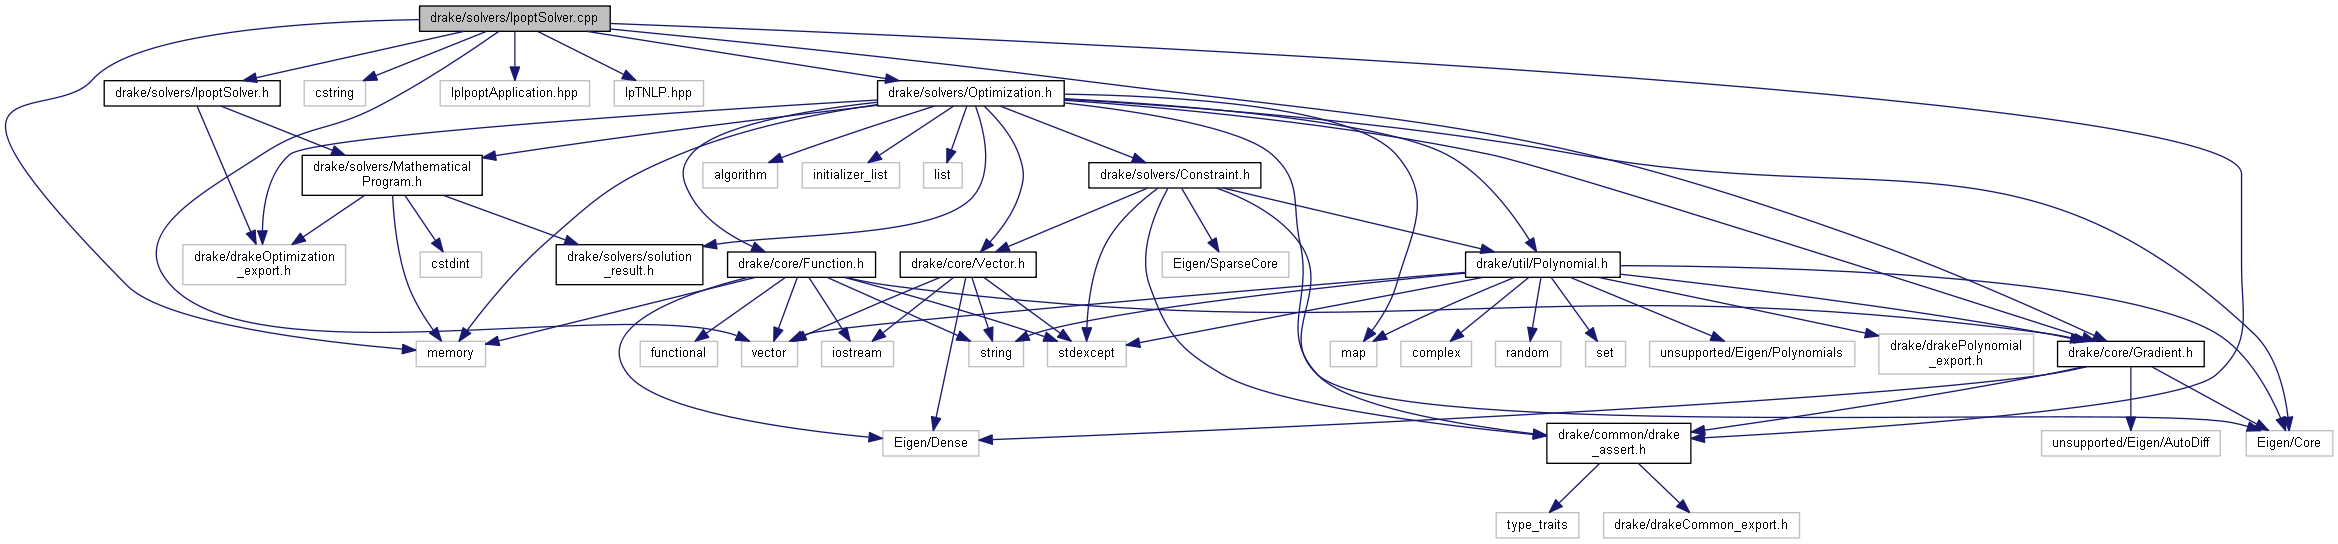 drake/solvers/IpoptSolver.cpp
drake/solvers/IpoptSolver.h
cstring
IpIpoptApplication.hpp
IpTNLP.hpp
drake/solvers/Optimization.h
drake/solvers/Mathematical
Program.h
algorithm
initializer_list
list
drake/solvers/Constraint.h
drake/drakeOptimization
_export.h
cstdint
drake/solvers/solution
_result.h
drake/core/Function.h
drake/core/Vector.h
Eigen/SparseCore
drake/util/Polynomial.h
memory
functional
vector
iostream
string
stdexcept
map
complex
random
set
unsupported/Eigen/Polynomials
drake/drakePolynomial
_export.h
drake/core/Gradient.h
Eigen/Dense
drake/common/drake
_assert.h
unsupported/Eigen/AutoDiff
Eigen/Core
type_traits
drake/drakeCommon_export.h